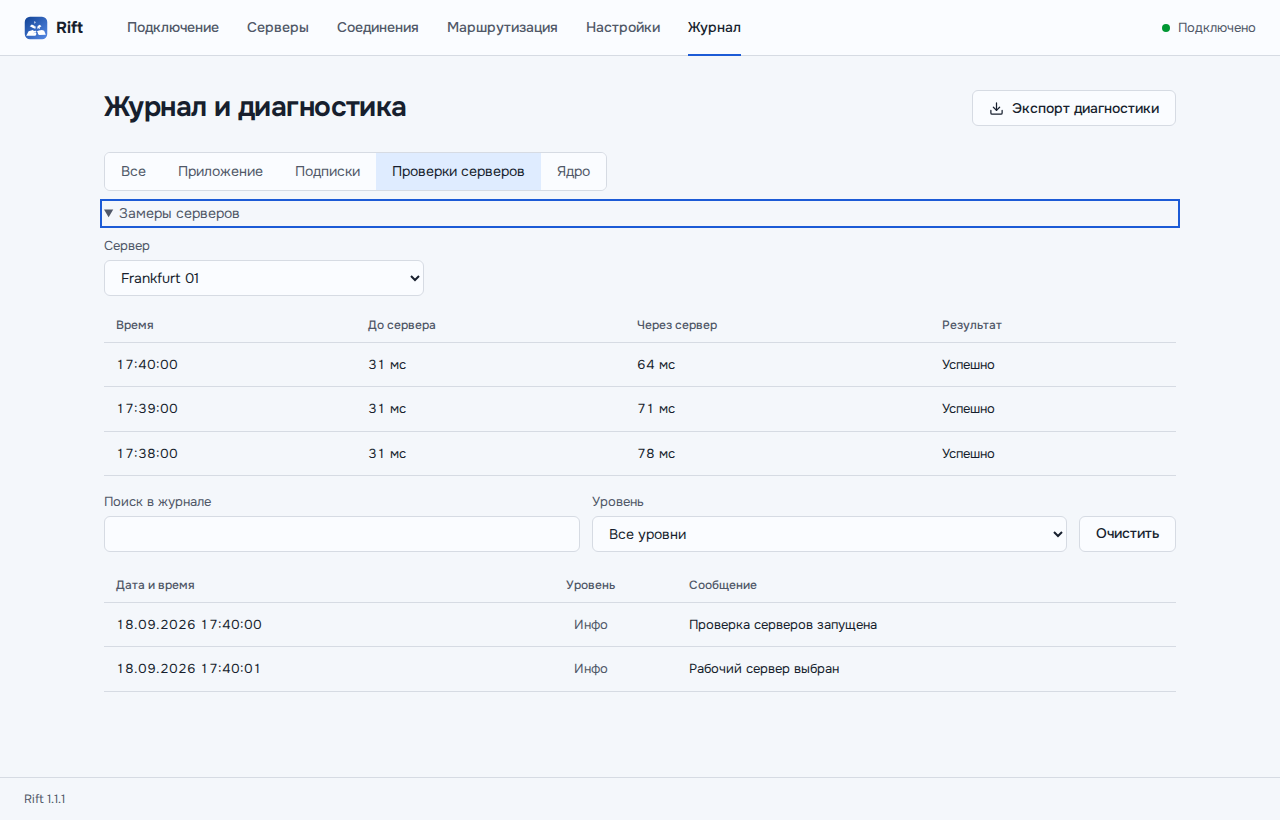 Rift Подключение Серверы Соединения Маршрутизация Настройки Журнал Подключено
Журнал и диагностика Экспорт диагностики
Все Приложение Подписки Проверки серверов Ядро
Замеры серверов
Сервер
Frankfurt 01
Время До сервера Через сервер Результат
17:40:00 31 мс 64 мс Успешно
17:39:00 31 мс 71 мс Успешно
17:38:00 31 мс 78 мс Успешно
Поиск в журнале Уровень
Все уровни Очистить
Дата и время Уровень Сообщение
18.09.2026 17:40:00 Инфо Проверка серверов запущена
18.09.2026 17:40:01 Инфо Рабочий сервер выбран
Rift 1.1.1